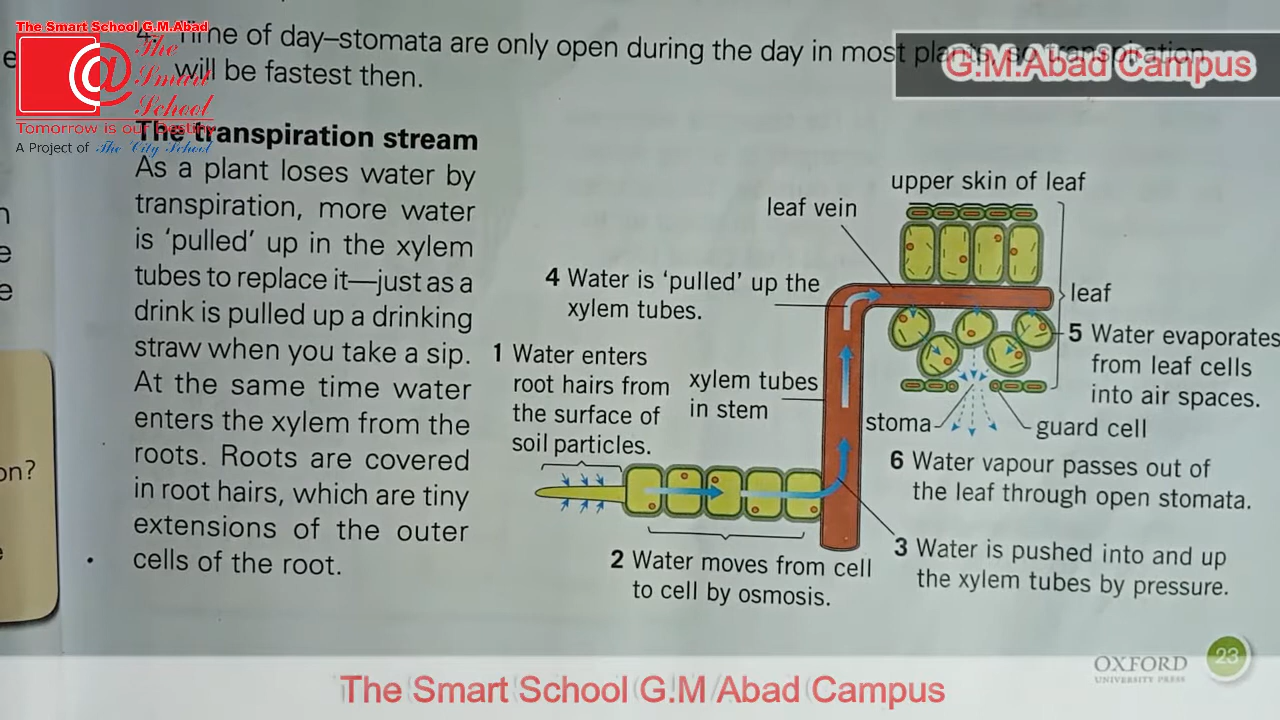 The Smart School G.M.Abad
The
Smart
School
Tomorrow is our Destiny
A Project of The City School
G.M.Abad Campus
4. Time of day–stomata are only open during the day in most plants, so transpiration
will be fastest then.
The transpiration stream
As a plant loses water by
transpiration, more water
is ‘pulled’ up in the xylem
tubes to replace it—just as a
drink is pulled up a drinking
straw when you take a sip.
At the same time water
enters the xylem from the
roots. Roots are covered
in root hairs, which are tiny
extensions of the outer
cells of the root.
on?
upper skin of leaf
leaf vein
4 Water is ‘pulled’ up the
xylem tubes.
leaf
1 Water enters
root hairs from
the surface of
soil particles.
xylem tubes
in stem
5 Water evaporates
from leaf cells
into air spaces.
stoma
guard cell
6 Water vapour passes out of
the leaf through open stomata.
2 Water moves from cell
to cell by osmosis.
3 Water is pushed into and up
the xylem tubes by pressure.
OXFORD
UNIVERSITY PRESS
23
The Smart School G.M Abad Campus